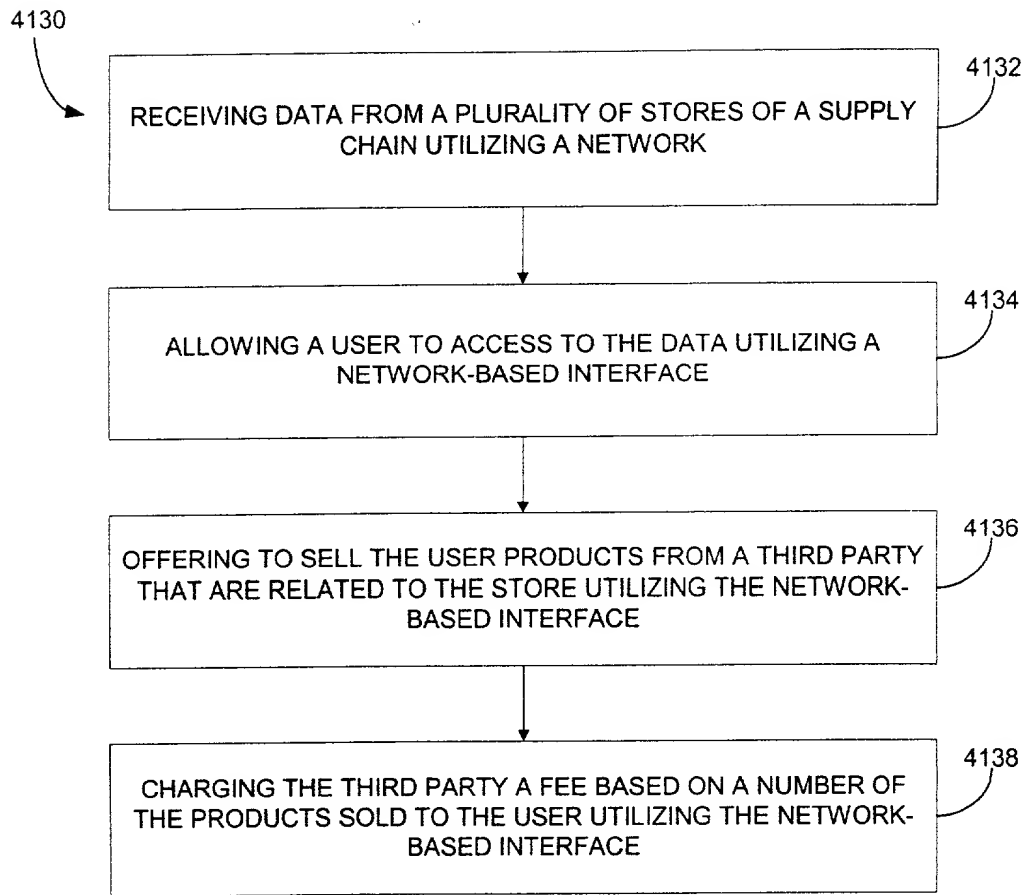 4130
4132
RECEIVING DATA FROM A PLURALITY OF STORES OF A SUPPLY
CHAIN UTILIZING A NETWORK
4134
ALLOWING A USER TO ACCESS TO THE DATA UTILIZING A
NETWORK-BASED INTERFACE
4136
OFFERING TO SELL THE USER PRODUCTS FROM A THIRD PARTY
THAT ARE RELATED TO THE STORE UTILIZING THE NETWORK-
BASED INTERFACE
4138
CHARGING THE THIRD PARTY A FEE BASED ON A NUMBER OF
THE PRODUCTS SOLD TO THE USER UTILIZING THE NETWORK-
BASED INTERFACE